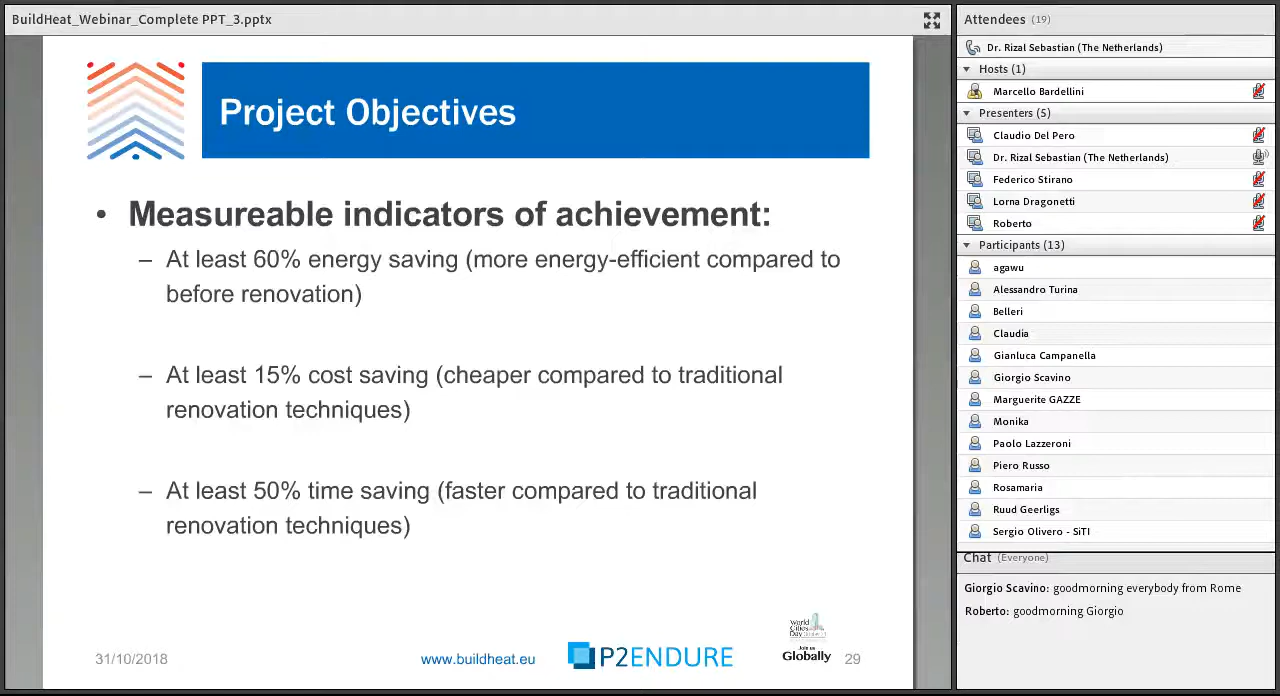 BuildHeat_Webinar_Complete PPT_3.pptx
Project Objectives
• Measureable indicators of achievement:
– At least 60% energy saving (more energy-efficient compared to
before renovation)
– At least 15% cost saving (cheaper compared to traditional
renovation techniques)
– At least 50% time saving (faster compared to traditional
renovation techniques)
31/10/2018
www.buildheat.eu
P2ENDURE
World
Cities
Day
Join us
Globally
29
Attendees (19)
Dr. Rizal Sebastian (The Netherlands)
Hosts (1)
Marcello Bardellini
Presenters (5)
Claudio Del Pero
Dr. Rizal Sebastian (The Netherlands)
Federico Stirano
Lorna Dragonetti
Roberto
Participants (13)
agawu
Alessandro Turina
Belleri
Claudia
Gianluca Campanella
Giorgio Scavino
Marguerite GAZZE
Monika
Paolo Lazzeroni
Piero Russo
Rosamaria
Ruud Geerligs
Sergio Olivero - SiTI
Chat (Everyone)
Giorgio Scavino: goodmorning everybody from Rome
Roberto: goodmorning Giorgio